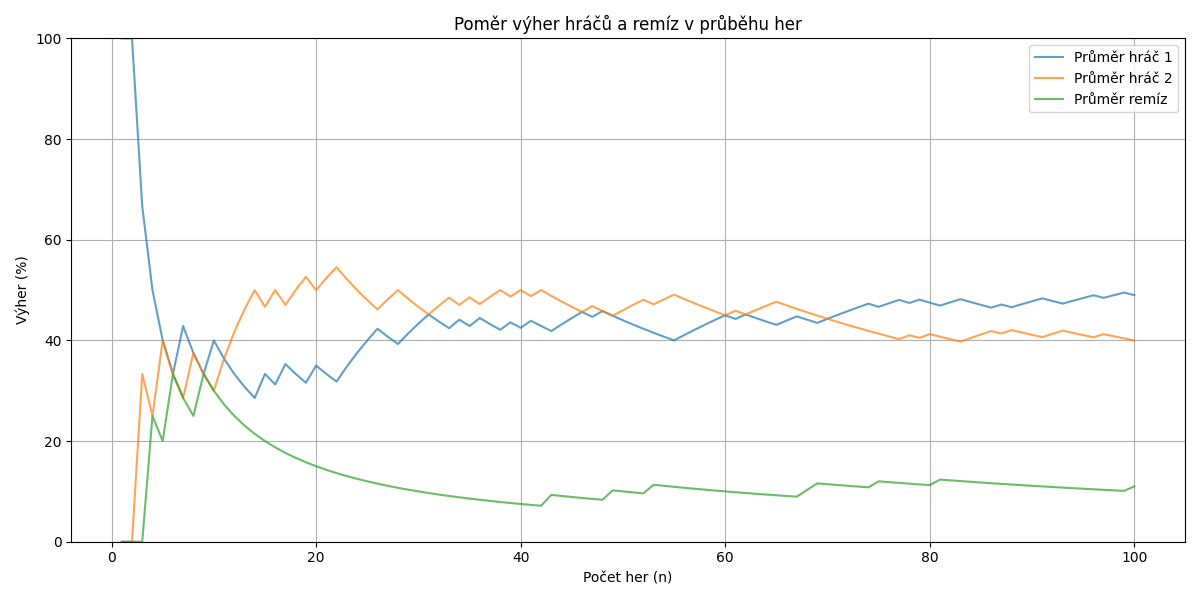 Poměr výher hráčů a remíz v průběhu her
100
80
60
40
20
0
Výher (%)
Průměr hráč 1
Průměr hráč 2
Průměr remíz
0 20 40 60 80 100
Počet her (n)